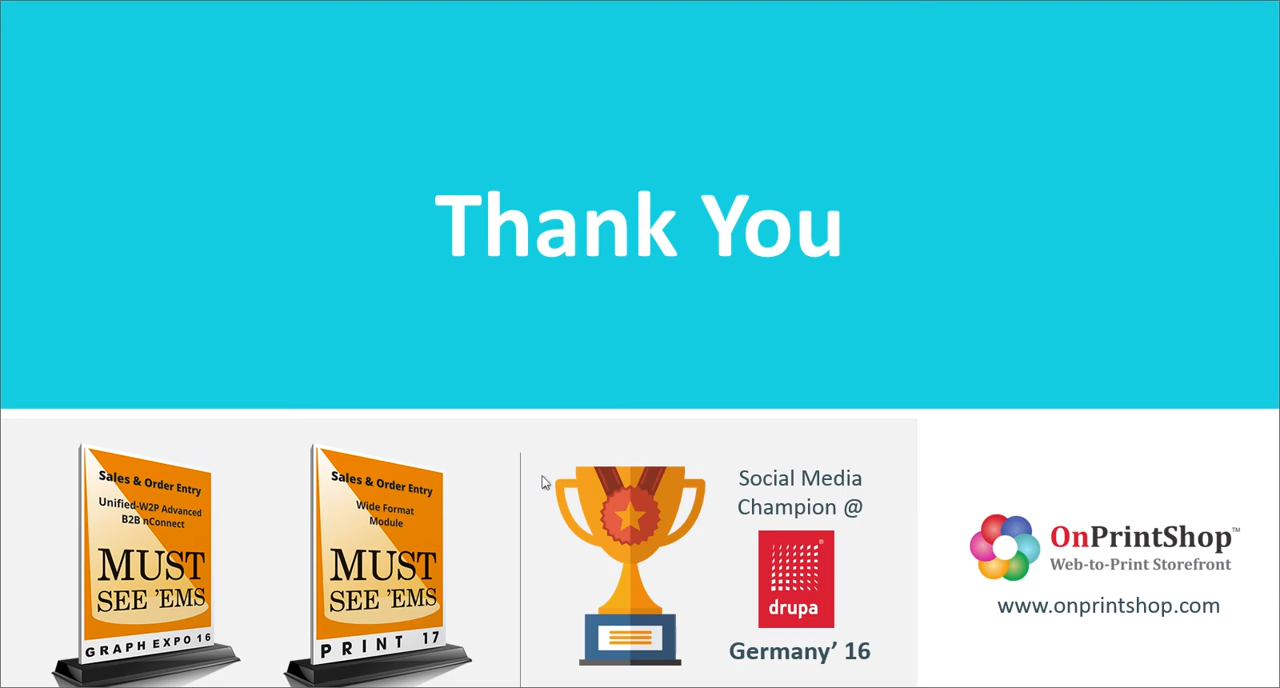 Thank You
Sales & Order Entry
Unified-W2P Advanced
B2B nConnect
MUST
SEE 'EMS
GRAPH EXPO 16
Sales & Order Entry
Wide Format
Module
MUST
SEE 'EMS
PRINT 17
Social Media
Champion @
drupa®
Germany' 16
OnPrintShop™
Web-to-Print Storefront
www.onprintshop.com